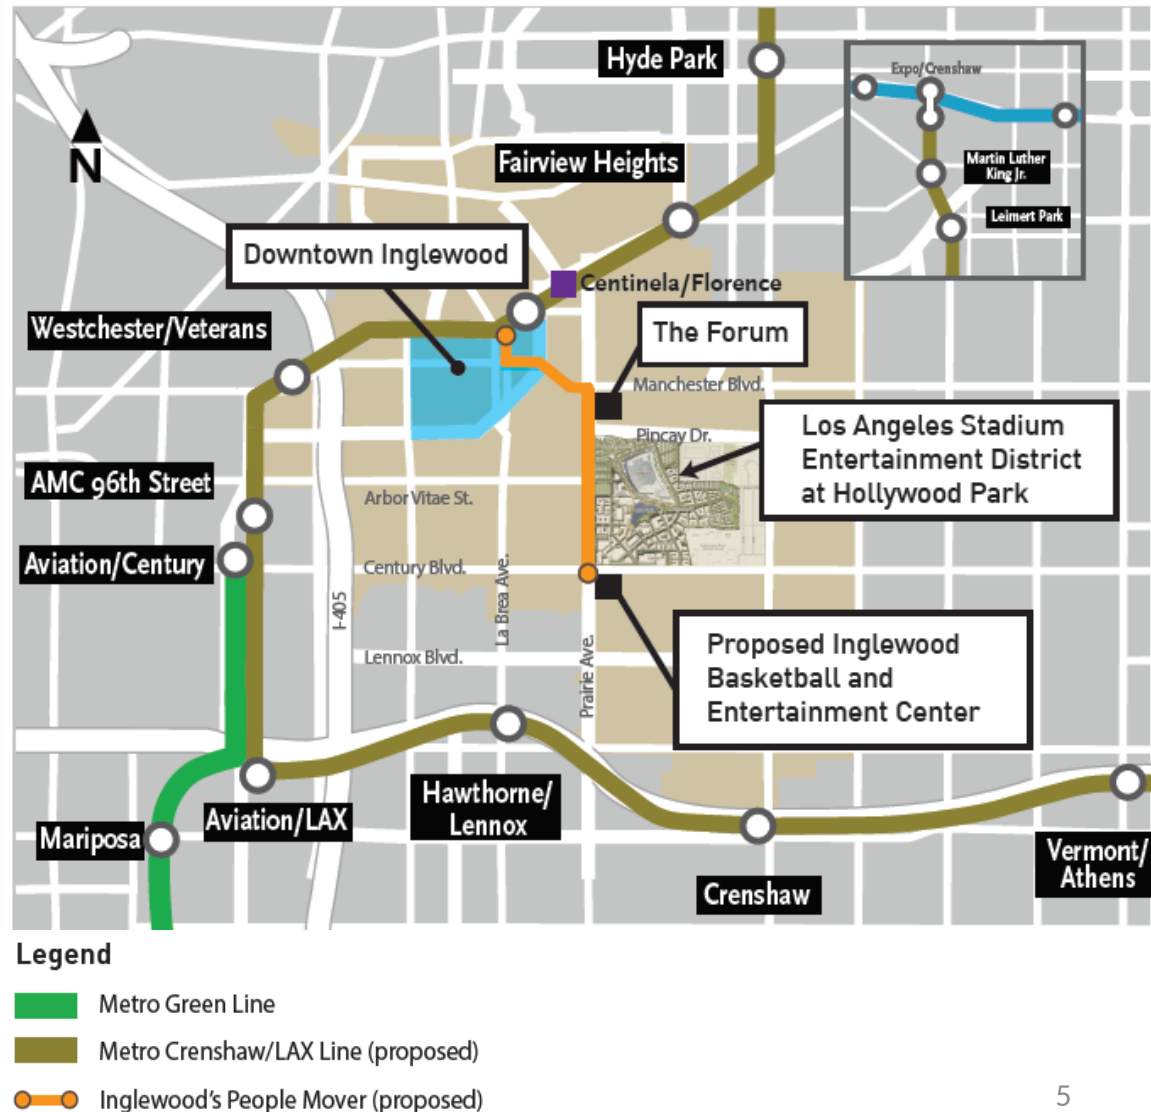 Hyde Park
Expo/Crenshaw
Martin Luther
King Jr.
Leimert Park
N
Fairview Heights
Downtown Inglewood
Centinela/Florence
Westchester/Veterans
The Forum
Manchester Blvd.
Pincay Dr.
Los Angeles Stadium
Entertainment District
at Hollywood Park
AMC 96th Street
Arbor Vitae St.
Aviation/Century
Century Blvd.
La Brea Ave.
I-405
Lennox Blvd.
Prairie Ave.
Proposed Inglewood
Basketball and
Entertainment Center
Hawthorne/
Lennox
Aviation/LAX
Mariposa
Crenshaw
Vermont/
Athens
Legend
Metro Green Line
Metro Crenshaw/LAX Line (proposed)
Inglewood's People Mover (proposed)
5